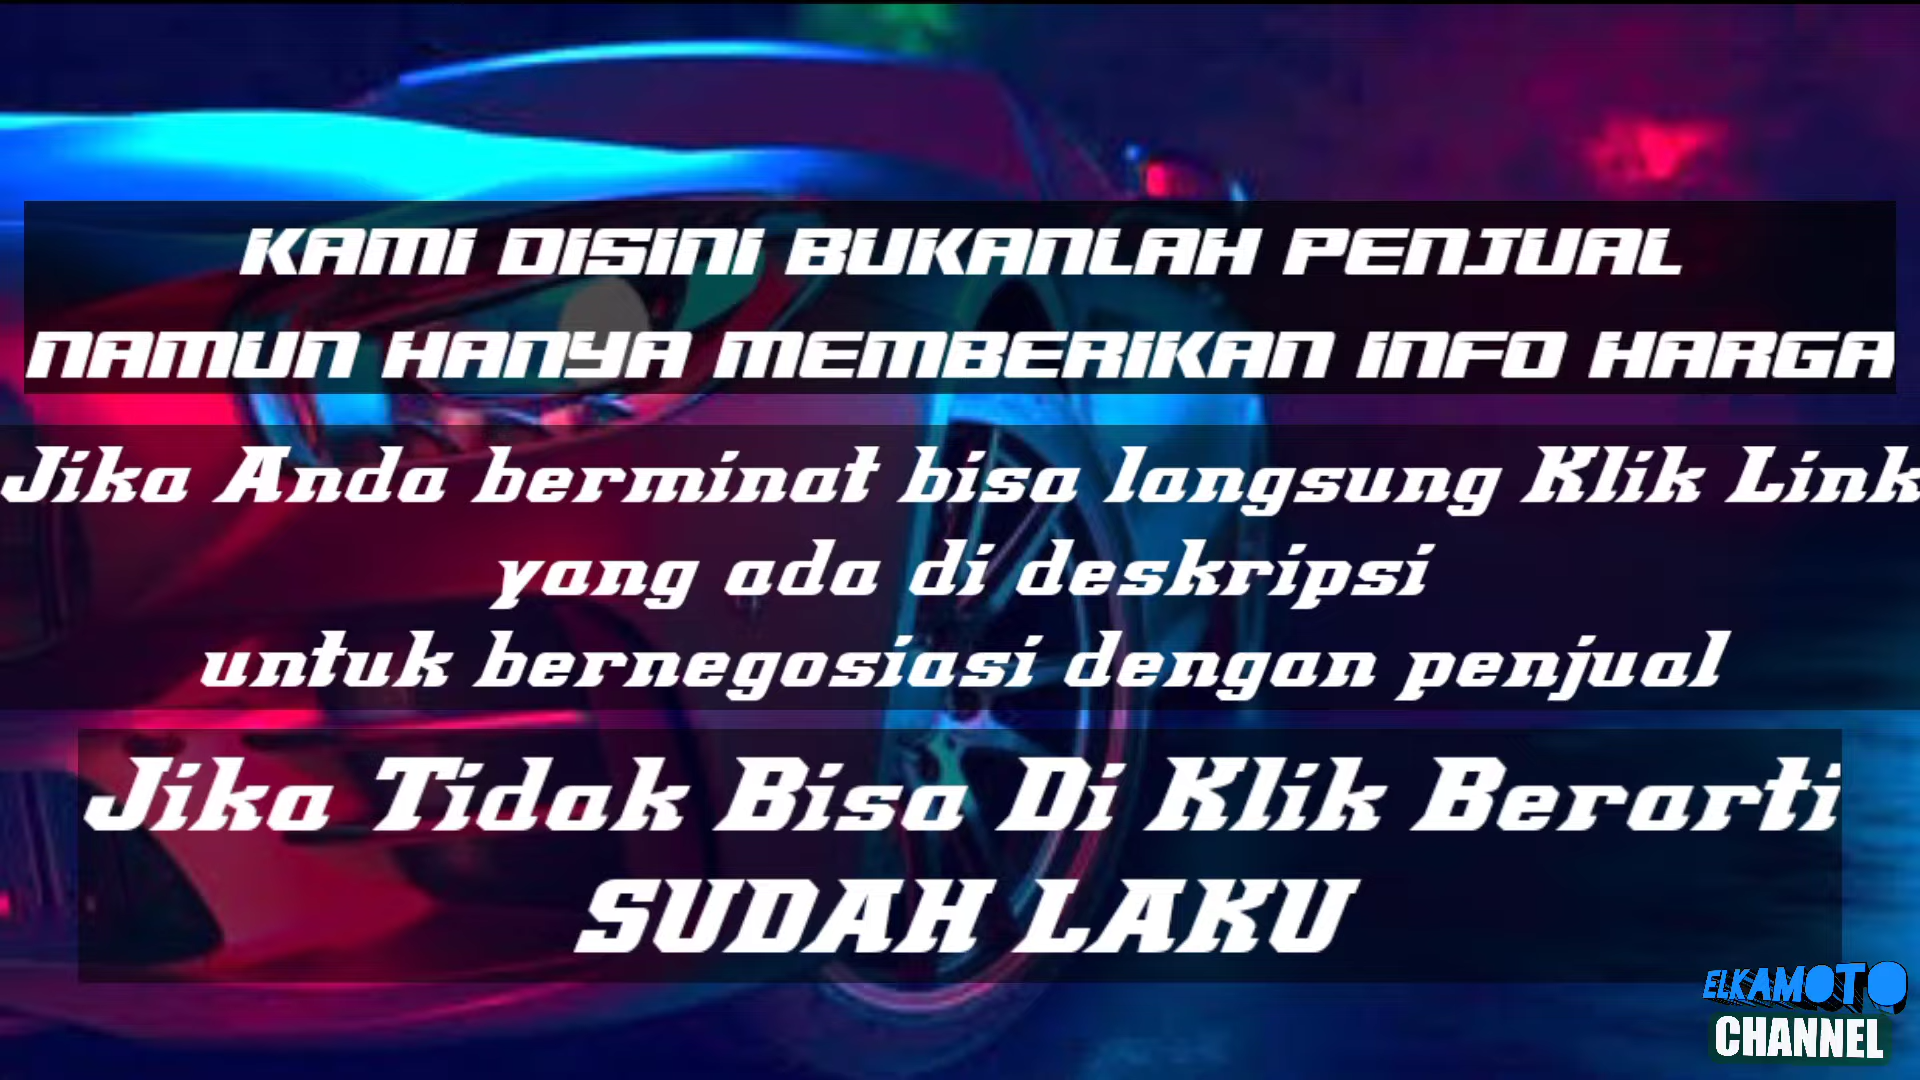 KAMI DISINI BUKANLAH PENJUAL
NAMUN HANYA MEMBERIKAN INFO HARGA
Jika Anda berminat bisa langsung Klik Link
yang ada di deskripsi
untuk bernegosiasi dengan penjual
Jika Tidak Bisa Di Klik Berarti
SUDAH LAKU
ELKAMOTO
CHANNEL